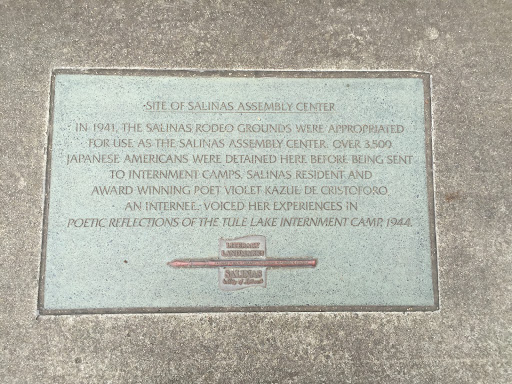 SITE OF SALINAS ASSEMBLY CENTER
IN 1941, THE SALINAS RODEO GROUNDS WERE APPROPRIATED
FOR USE AS THE SALINAS ASSEMBLY CENTER. OVER 3,500
JAPANESE AMERICANS WERE DETAINED HERE BEFORE BEING SENT
TO INTERNMENT CAMPS. SALINAS RESIDENT AND
AWARD WINNING POET VIOLET KAZUE DE CRISTOFORO,
AN INTERNEE, VOICED HER EXPERIENCES IN
POETIC REFLECTIONS OF THE TULE LAKE INTERNMENT CAMP, 1944.
LITERARY
LANDMARKS
SALINAS